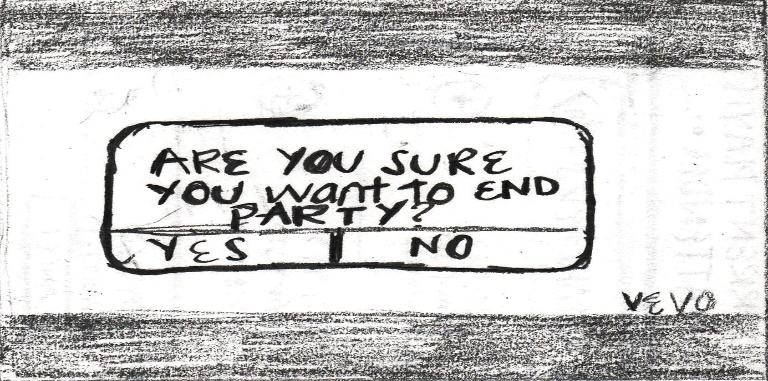 ARE YOU SURE
YOU want to END
PARTY?
YES NO
VEVO